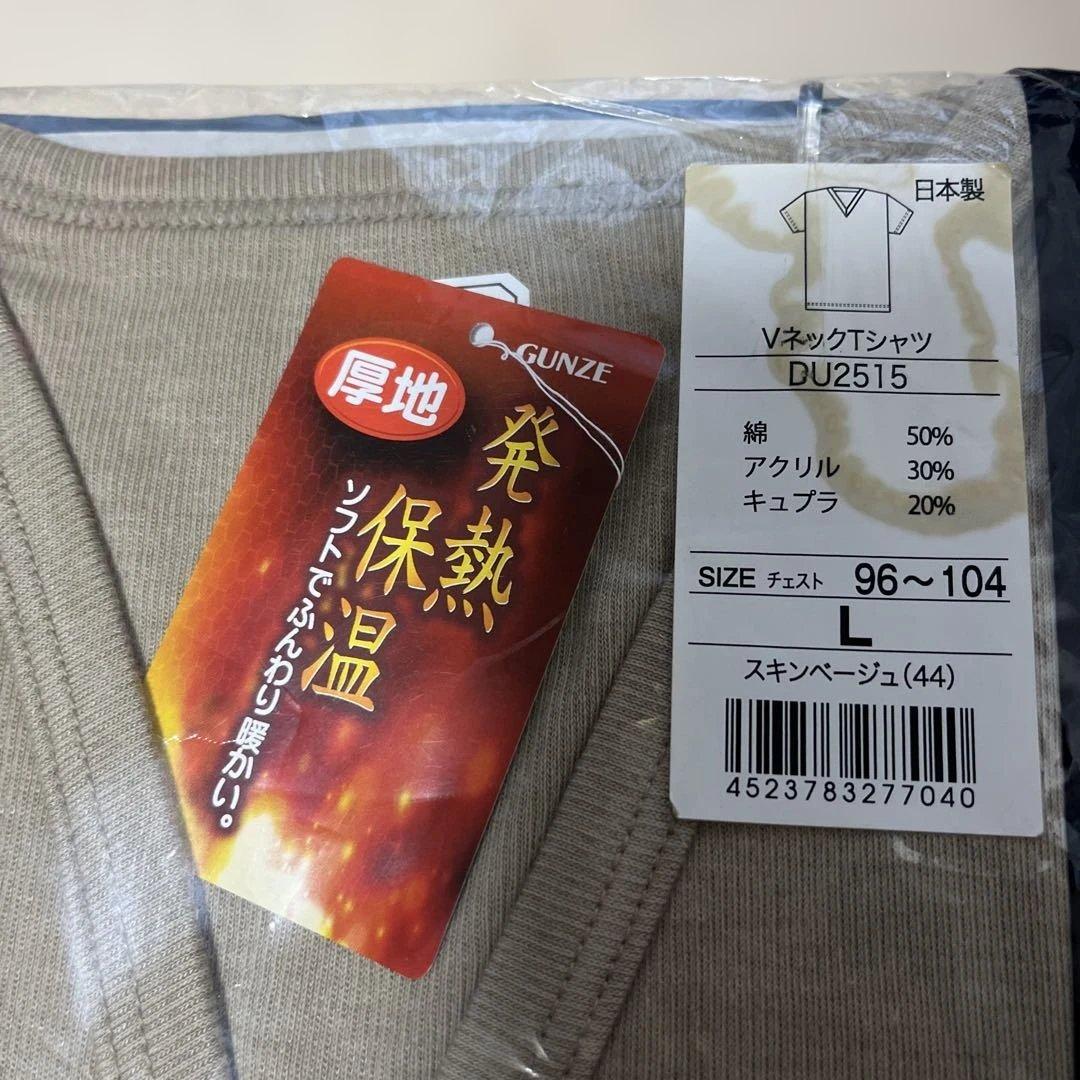 GUNZE
厚地
発熱
保温
ソフトでふんわり暖かい。
日本製
VネックTシャツ
DU2515
綿 50%
アクリル 30%
キュプラ 20%
SIZE チェスト 96～104
L
スキンベージュ(44)
4523783277040